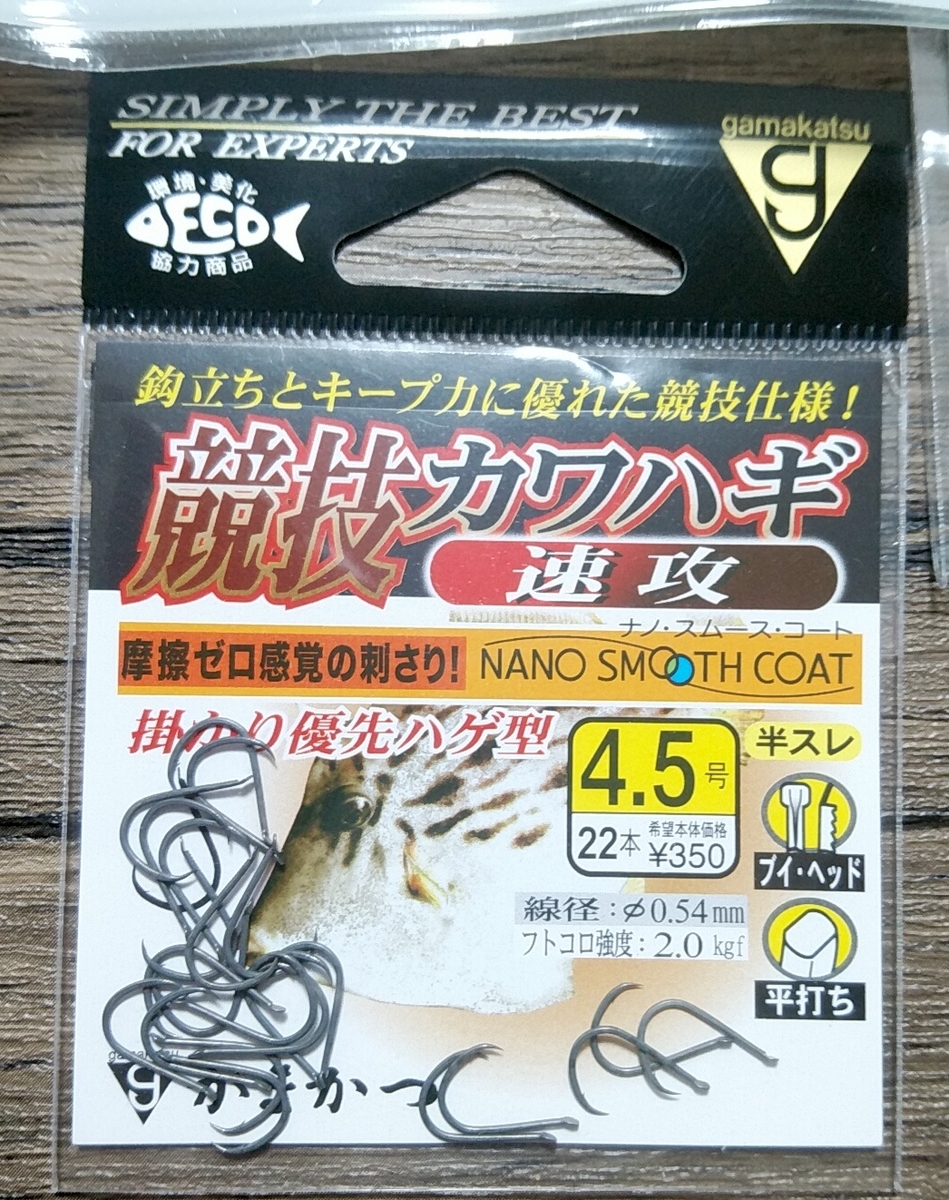 SIMPLY THE BEST
FOR EXPERTS
gamakatsu
環境・美化
ECO
協力商品
鈎立ちとキープ力に優れた競技仕様!
競技カワハギ
速攻
ナノ・スムース・コート
摩擦ゼロ感覚の刺さり!
NANO SMOOTH COAT
掛かり優先ハゲ型
4.5号
半スレ
22本
希望本体価格
¥350
ブイ・ヘッド
線径:φ0.54mm
フトコロ強度:2.0kgf
平打ち
gamakatsu
がまかつ